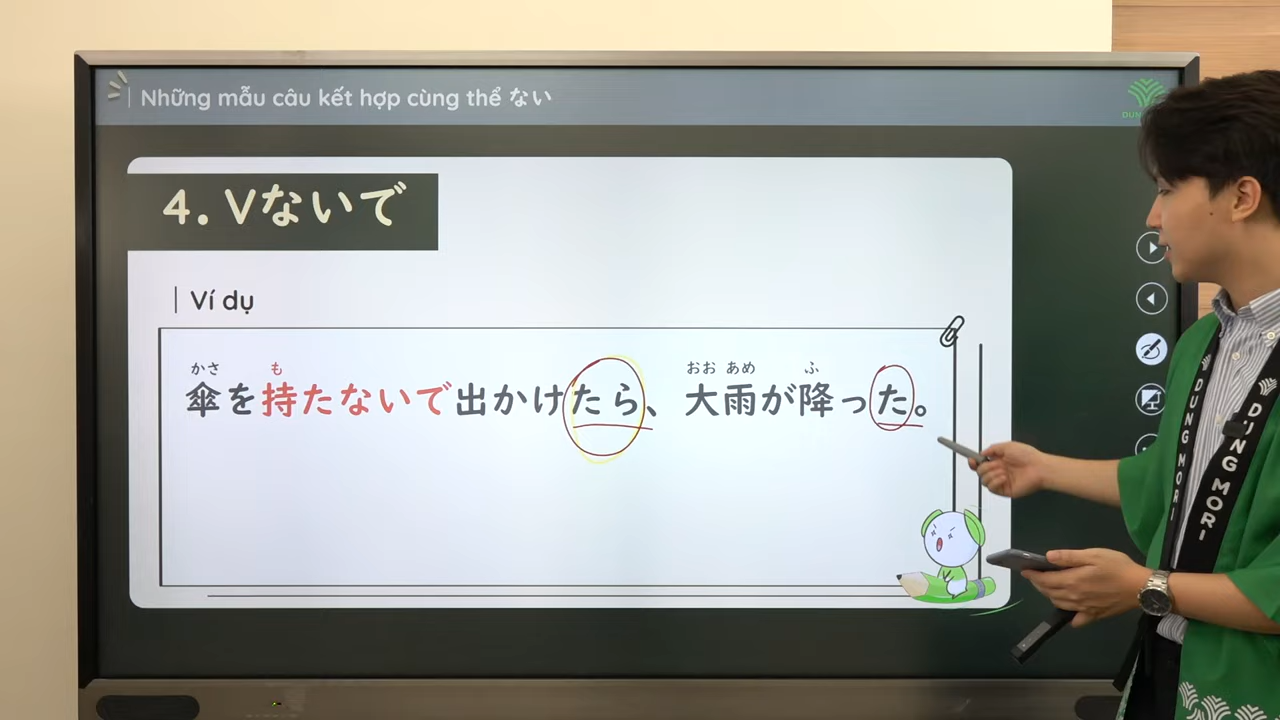 Những mẫu câu kết hợp cùng thể ない
4. Vないで
Ví dụ
かさ も おお あめ ふ
傘を持たないで出かけたら、大雨が降った。
DUNG MORI
DUNG MORI